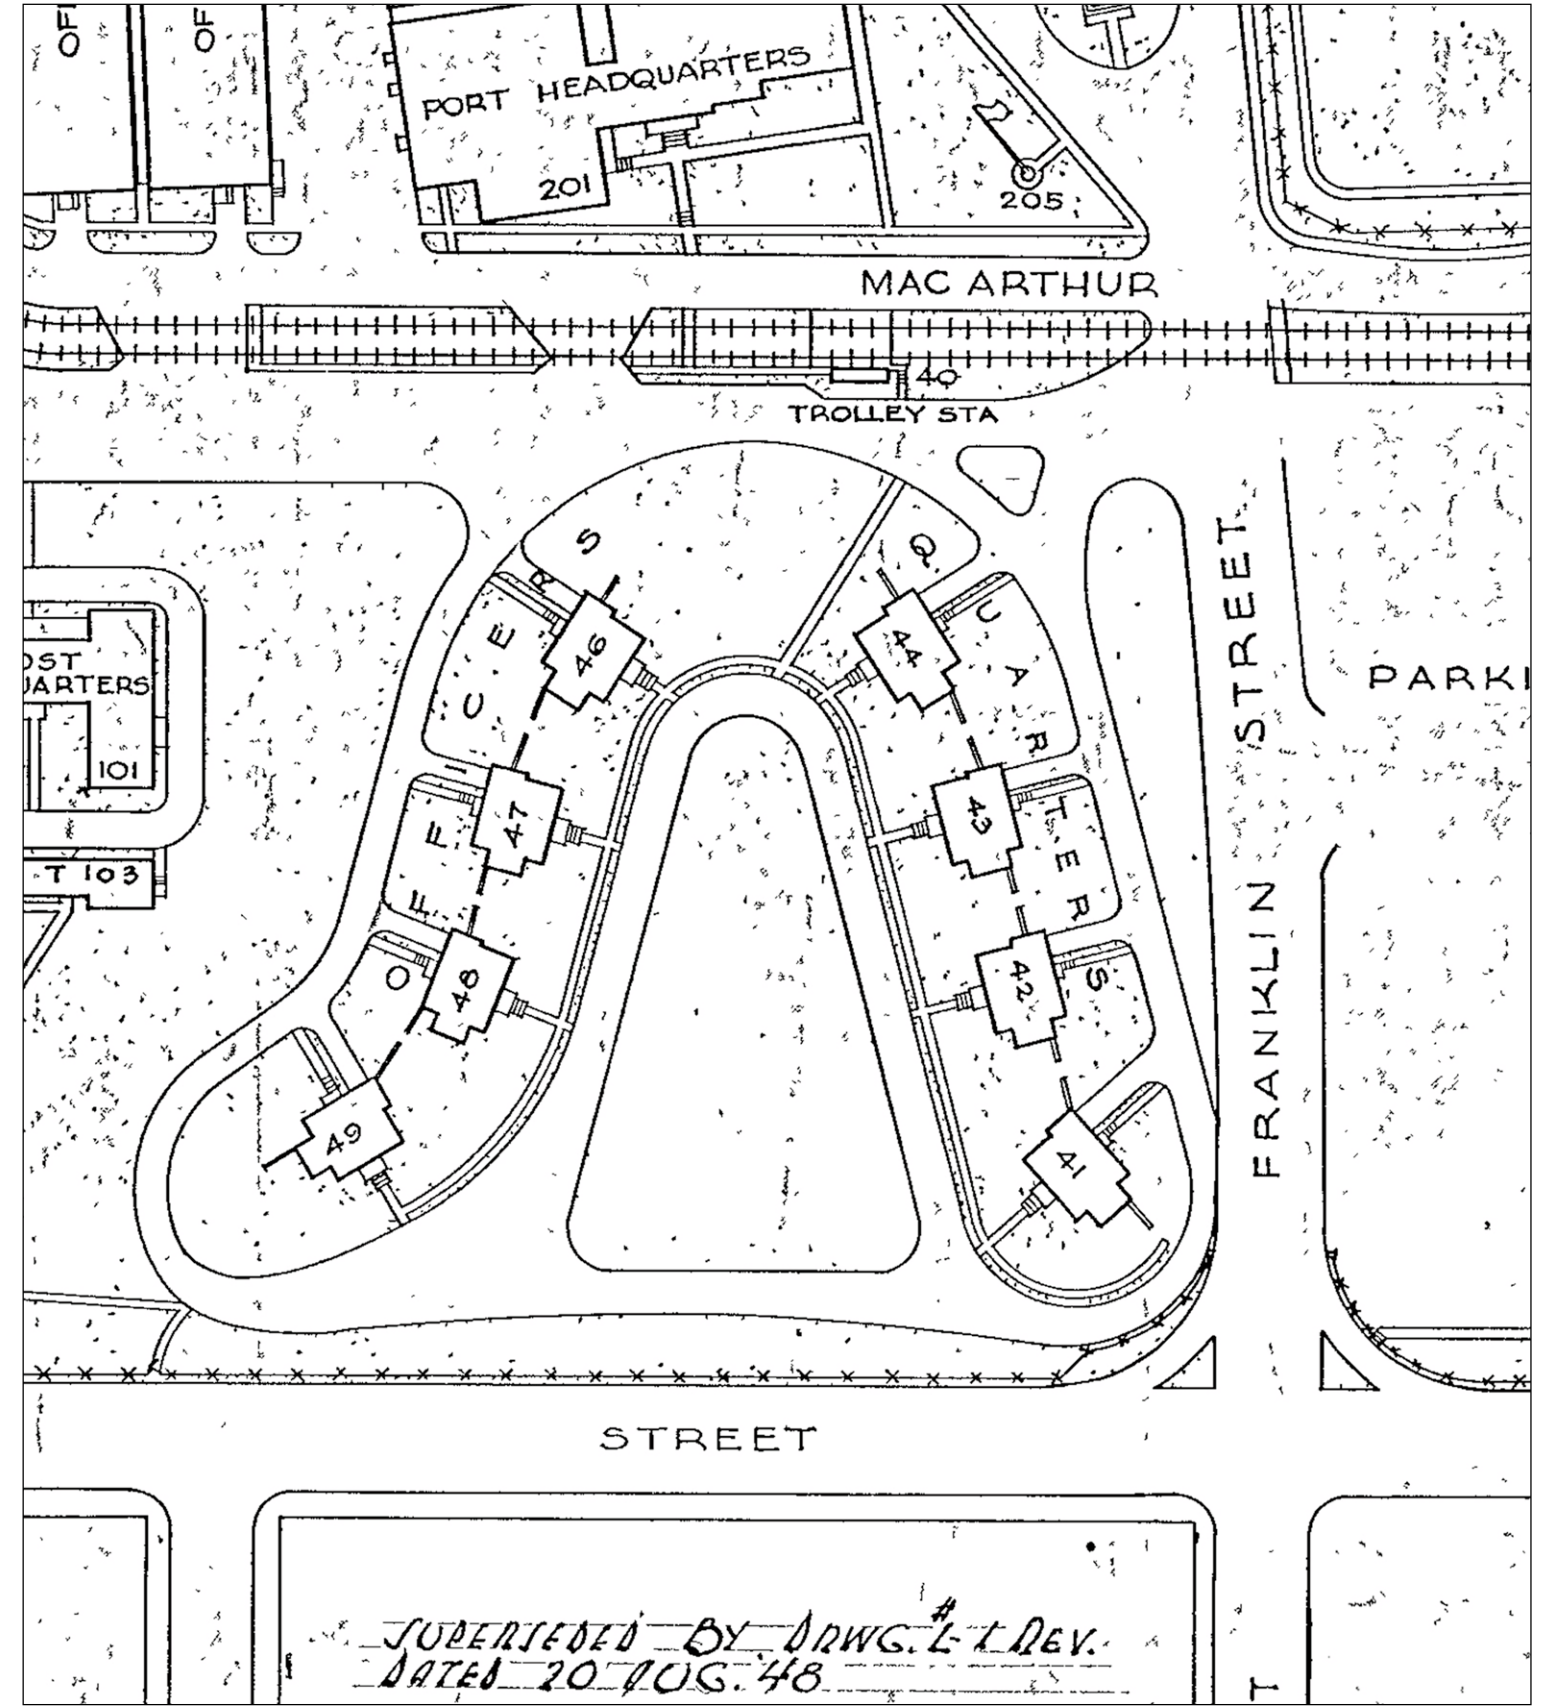 OF
OF
PORT HEADQUARTERS
201
205
MAC ARTHUR
40
TROLLEY STA
OFFICERS
QUARTERS
46
44
47
43
48
42
49
41
OST
UARTERS
101
T 103
FRANKLIN STREET
PARKI
STREET
SUPERSEDED BY DRWG. # L-1 REV.
DATED 20 AUG. 48
T